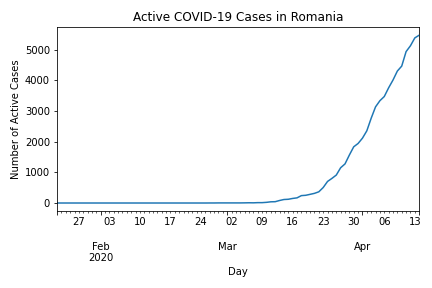 Active COVID-19 Cases in Romania
Number of Active Cases
5000
4000
3000
2000
1000
0
27 03 10 17 24 02 09 16 23 30 06 13
Feb Mar Apr
2020
Day